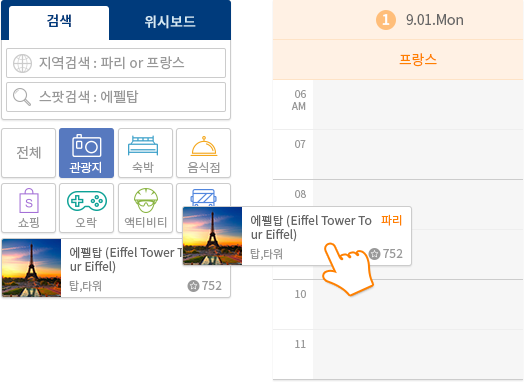 검색
위시보드
지역검색 : 파리 or 프랑스
스팟검색 : 에펠탑
전체
관광지
숙박
음식점
쇼핑
오락
액티비티
S
에펠탑 (Eiffel Tower T
ur Eiffel)
탑,타워
752
에펠탑 (Eiffel Tower To
ur Eiffel)
파리
탑,타워
752
1 9.01.Mon
프랑스
06
AM
07
08
10
11